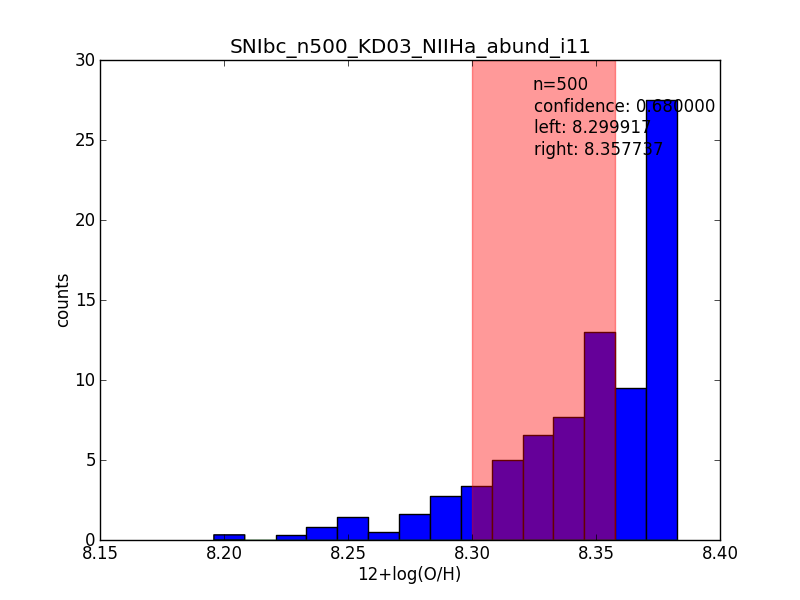 SNIbc_n500_KD03_NIIHa_abund_i11
n=500
confidence: 0.680000
left: 8.299917
right: 8.357737
counts
30
25
20
15
10
5
0
8.15 8.20 8.25 8.30 8.35 8.40
12+log(O/H)